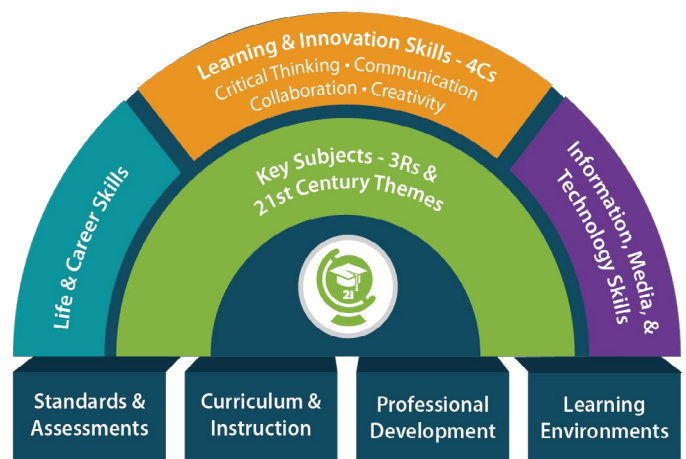 Learning & Innovation Skills - 4Cs
Critical Thinking • Communication
Collaboration • Creativity
Life & Career Skills
Key Subjects - 3Rs &
21st Century Themes
Information, Media, &
Technology Skills
2i
Standards &
Assessments
Curriculum &
Instruction
Professional
Development
Learning
Environments